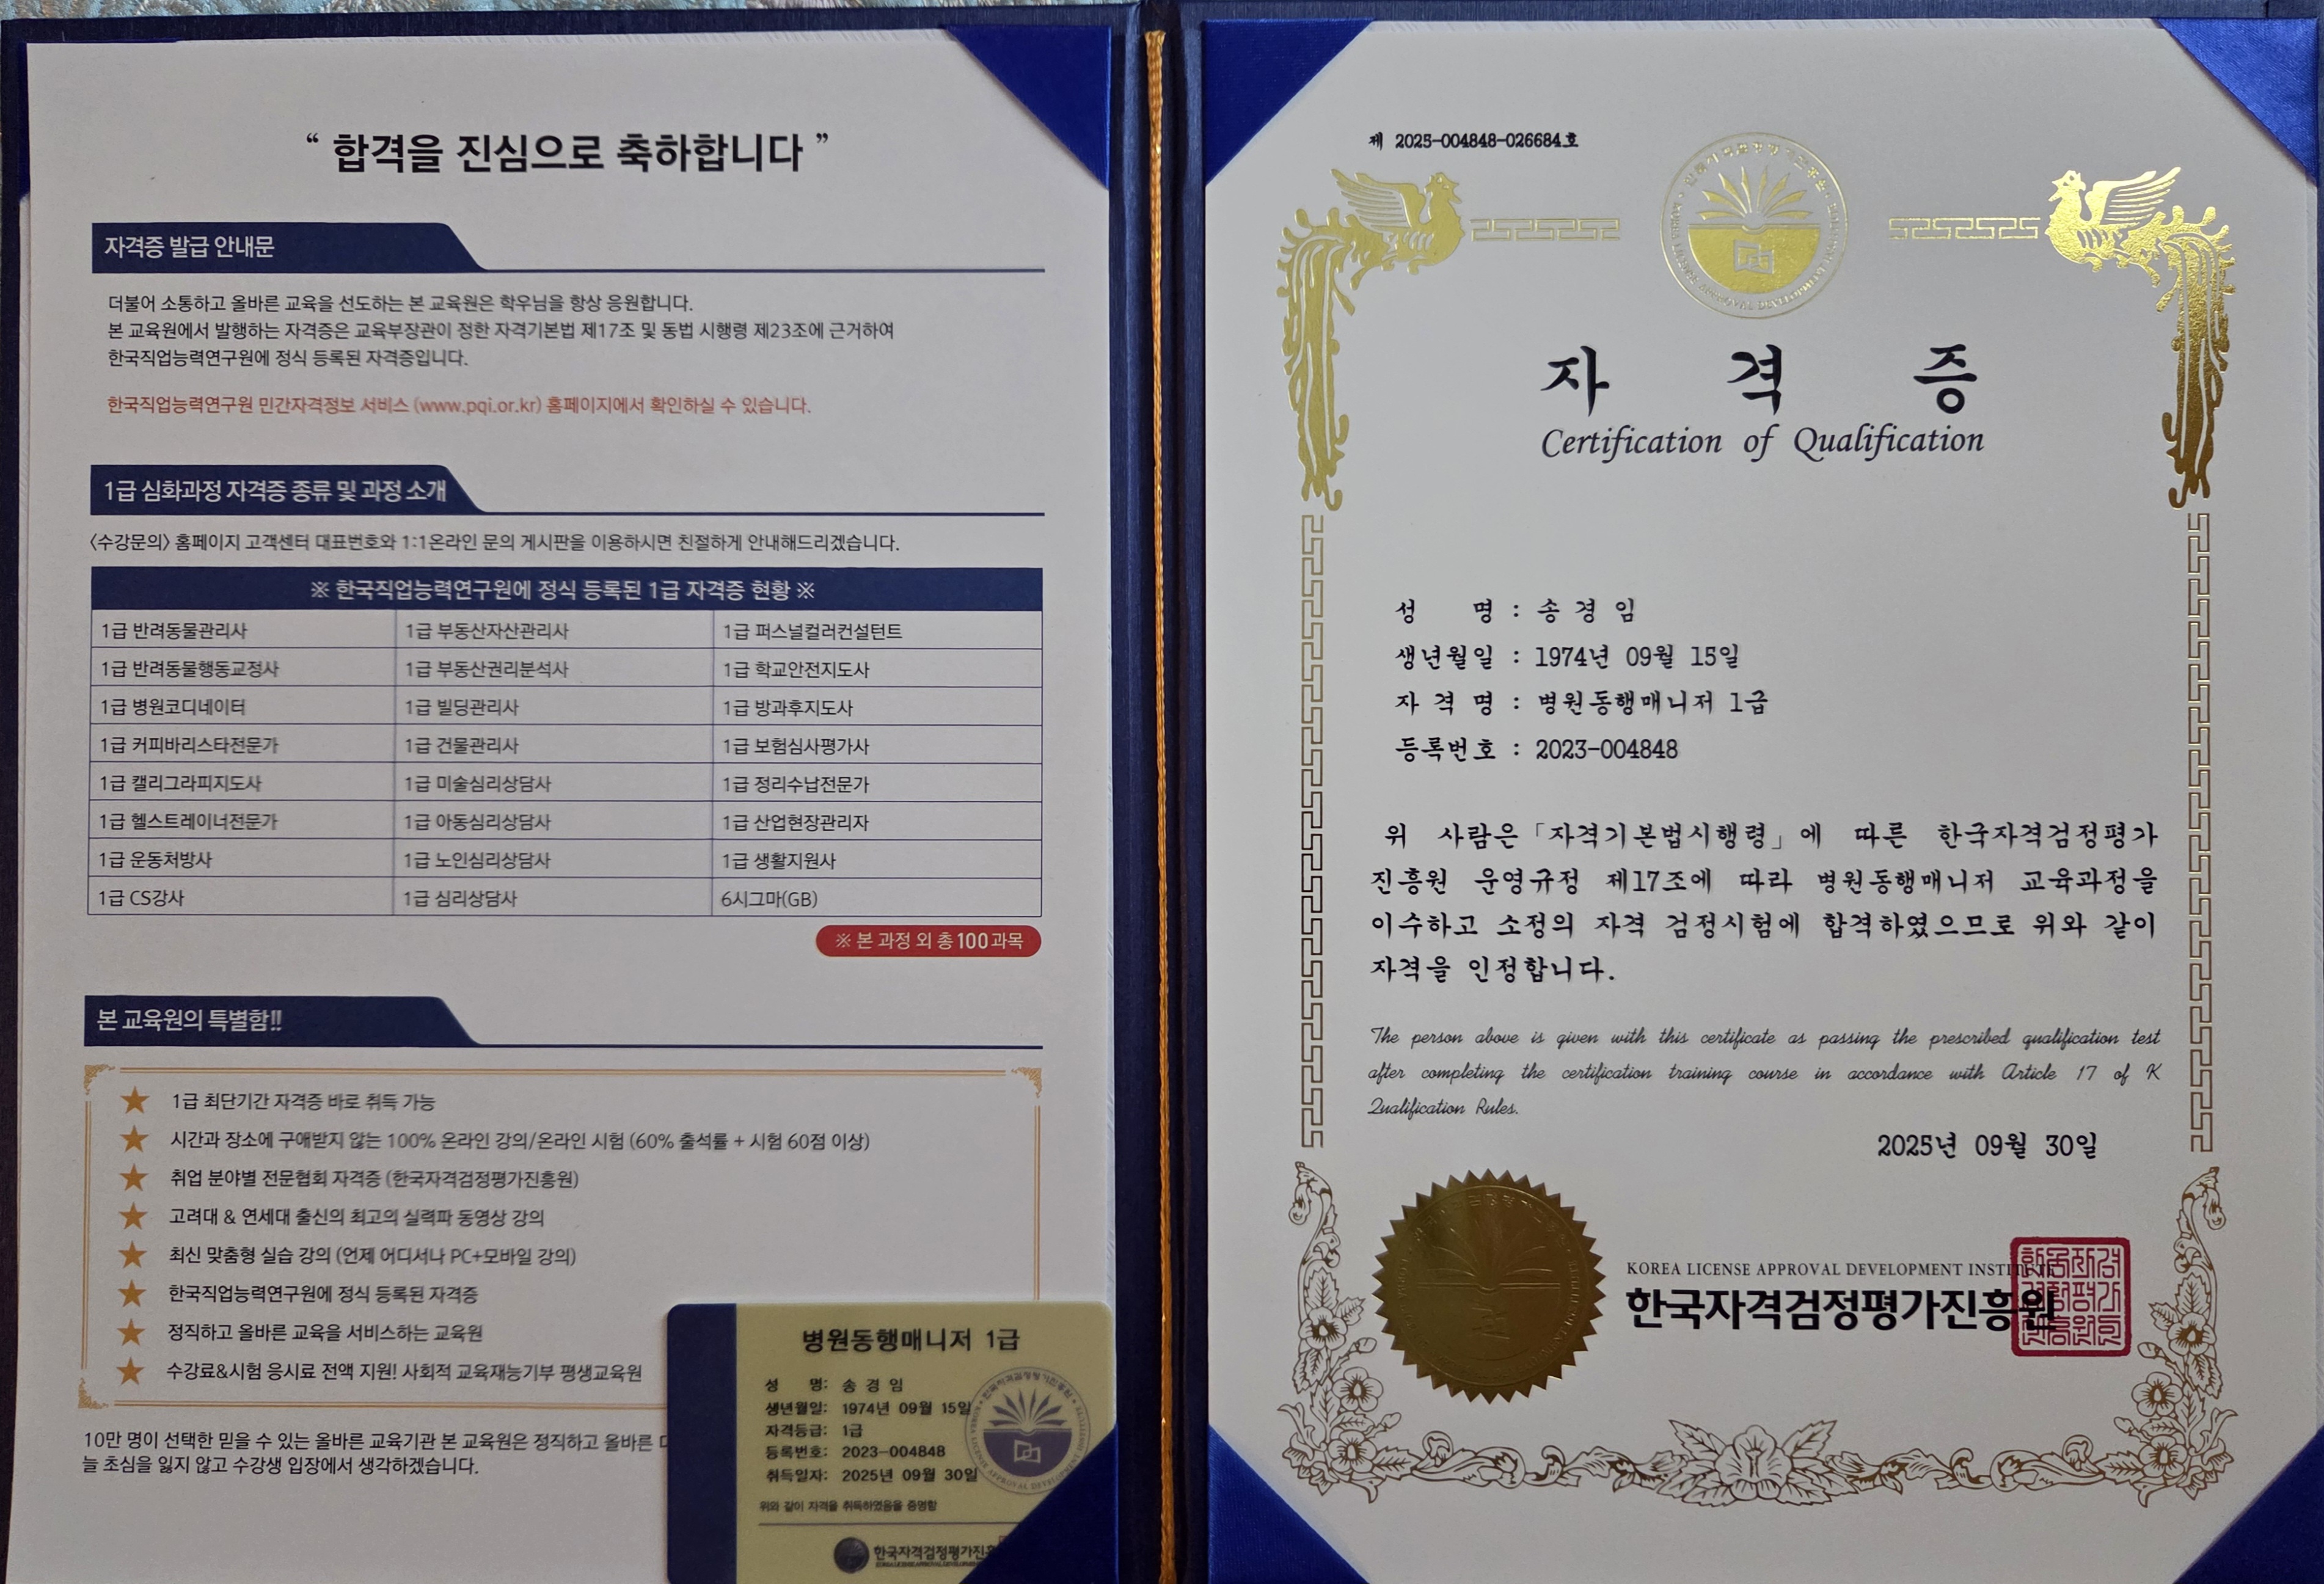 “ 합격을 진심으로 축하합니다 ”
자격증 발급 안내문
더불어 소통하고 올바른 교육을 선도하는 본 교육원은 학우님을 항상 응원합니다.
본 교육원에서 발행하는 자격증은 교육부장관이 정한 자격기본법 제17조 및 동법 시행령 제23조에 근거하여
한국직업능력연구원에 정식 등록된 자격증입니다.
한국직업능력연구원 민간자격정보 서비스 (www.pqi.or.kr) 홈페이지에서 확인하실 수 있습니다.
1급 심화과정 자격증 종류 및 과정 소개
<수강문의> 홈페이지 고객센터 대표번호와 1:1온라인 문의 게시판을 이용하시면 친절하게 안내해드리겠습니다.
※ 한국직업능력연구원에 정식 등록된 1급 자격증 현황 ※
1급 반려동물관리사 1급 부동산자산관리사 1급 퍼스널컬러컨설턴트
1급 반려동물행동교정사 1급 부동산권리분석사 1급 학교안전지도사
1급 병원코디네이터 1급 빌딩관리사 1급 방과후지도사
1급 커피바리스타전문가 1급 건물관리사 1급 보험심사평가사
1급 캘리그라피지도사 1급 미술심리상담사 1급 정리수납전문가
1급 헬스트레이너전문가 1급 아동심리상담사 1급 산업현장관리자
1급 운동처방사 1급 노인심리상담사 1급 생활지원사
1급 CS강사 1급 심리상담사 6시그마(GB)
※ 본 과정 외 총 100과목
본 교육원의 특별함!!
★ 1급 최단기간 자격증 바로 취득 가능
★ 시간과 장소에 구애받지 않는 100% 온라인 강의/온라인 시험 (60% 출석률 + 시험 60점 이상)
★ 취업 분야별 전문협회 자격증 (한국자격검정평가진흥원)
★ 고려대 & 연세대 출신의 최고의 실력파 동영상 강의
★ 최신 맞춤형 실습 강의 (언제 어디서나 PC+모바일 강의)
★ 한국직업능력연구원에 정식 등록된 자격증
★ 정직하고 올바른 교육을 서비스하는 교육원
★ 수강료&시험 응시료 전액 지원! 사회적 교육재능기부 평생교육원
10만 명이 선택한 믿을 수 있는 올바른 교육기관 본 교육원은 정직하고 올바른
늘 초심을 잃지 않고 수강생 입장에서 생각하겠습니다.
병원동행매니저 1급
성 명: 송 경 임
생년월일: 1974년 09월 15일
자격등급: 1급
등록번호: 2023-004848
취득일자: 2025년 09월 30일
위와 같이 자격을 취득하였음을 증명함
한국자격검정평가진흥
제 2025-004848-026684호
자 격 증
Certification of Qualification
성 명 : 송 경 임
생년월일 : 1974년 09월 15일
자 격 명 : 병원동행매니저 1급
등록번호 : 2023-004848
위 사람은 「자격기본법시행령」에 따른 한국자격검정평가
진흥원 운영규정 제17조에 따라 병원동행매니저 교육과정을
이수하고 소정의 자격 검정시험에 합격하였으므로 위와 같이
자격을 인정합니다.
The person above is given with this certificate as passing the prescribed qualification test
after completing the certification training course in accordance with Article 17 of K
Qualification Rules.
2025년 09월 30일
KOREA LICENSE APPROVAL DEVELOPMENT INSTITUTE
한국자격검정평가진흥원